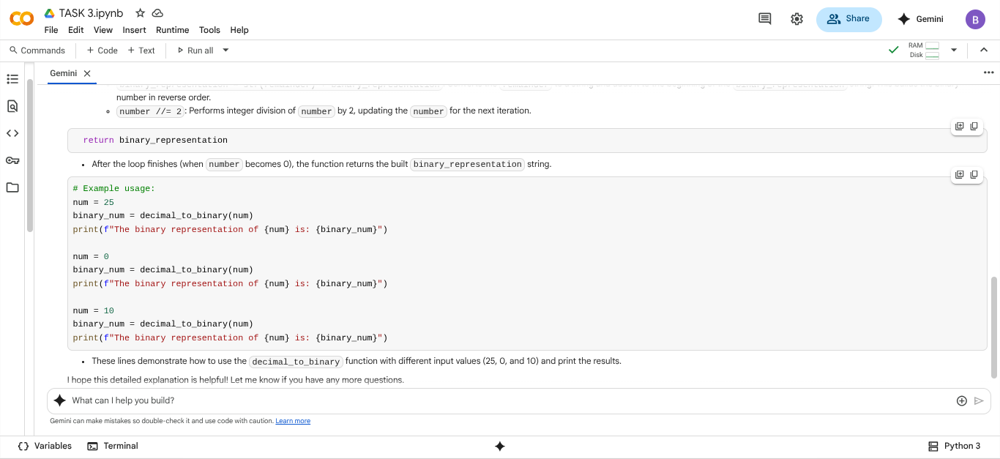 TASK 3.ipynb
File Edit View Insert Runtime Tools Help
Share
Gemini
B
Commands + Code + Text Run all
RAM
Disk
Gemini
number in reverse order.
number //= 2 : Performs integer division of number by 2, updating the number for the next iteration.
return binary_representation
After the loop finishes (when number becomes 0), the function returns the built binary_representation string.
# Example usage:
num = 25
binary_num = decimal_to_binary(num)
print(f"The binary representation of {num} is: {binary_num}")
num = 0
binary_num = decimal_to_binary(num)
print(f"The binary representation of {num} is: {binary_num}")
num = 10
binary_num = decimal_to_binary(num)
print(f"The binary representation of {num} is: {binary_num}")
These lines demonstrate how to use the decimal_to_binary function with different input values (25, 0, and 10) and print the results.
I hope this detailed explanation is helpful! Let me know if you have any more questions.
What can I help you build?
Gemini can make mistakes so double-check it and use code with caution. Learn more
Variables Terminal
Python 3